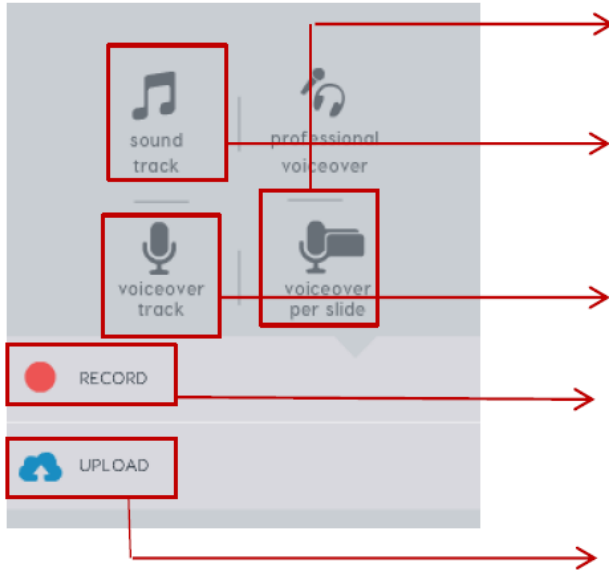 sound
track
professional
voiceover
voiceover
track
voiceover
per slide
RECORD
UPLOAD